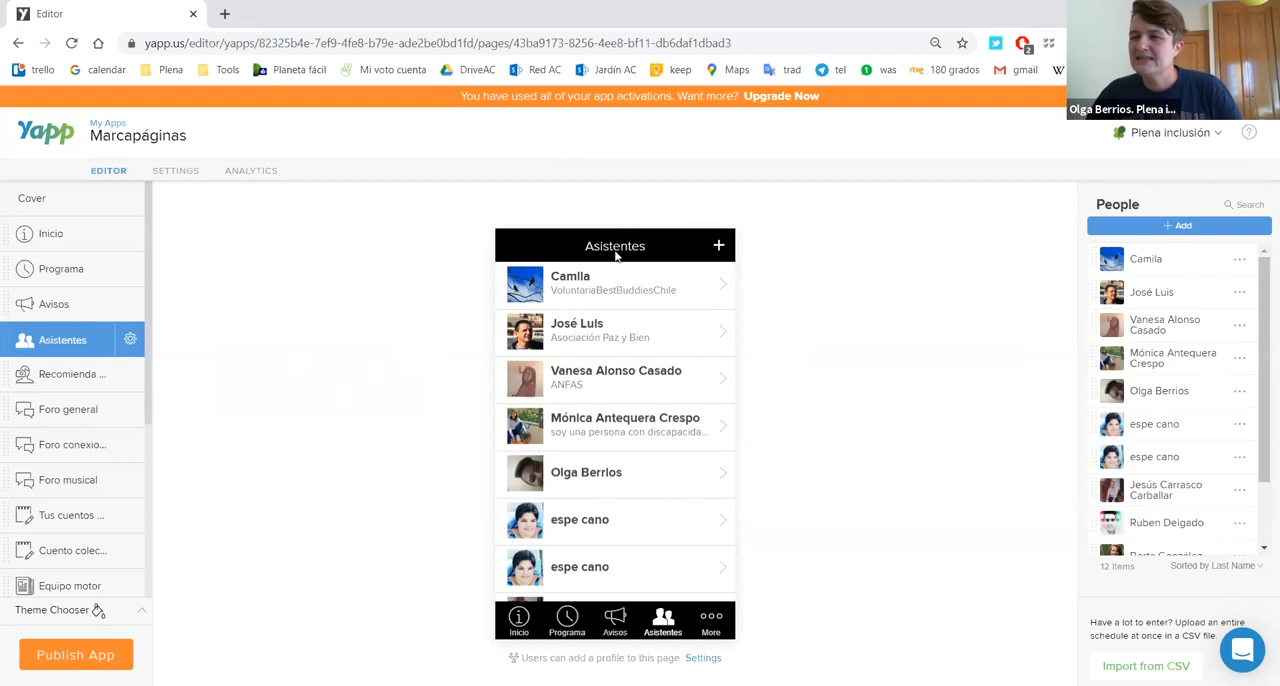 Editor
yapp.us/editor/yapps/82325b4e-7ef9-4fe8-b79e-ade2be0bd1fd/pages/43ba9173-8256-4ee8-bf11-db6daf1dbad3
2
trello
calendar
Plena
Tools
Planeta fácil
Mi voto cuenta
DriveAC
Red AC
Jardín AC
keep
Maps
trad
tel
was
180 grados
gmail
W
Olga Berrios. Plena i...
You have used all of your app activations. Want more? Upgrade Now
Yapp
My Apps
Marcapáginas
Plena inclusión
EDITOR
SETTINGS
ANALYTICS
Cover
Inicio
Programa
Avisos
Asistentes
Recomienda ...
Foro general
Foro conexio...
Foro musical
Tus cuentos ...
Cuento colec...
Equipo motor
Theme Chooser
Publish App
Asistentes
Camila
VoluntariaBestBuddiesChile
José Luis
Asociación Paz y Bien
Vanesa Alonso Casado
ANFAS
Mónica Antequera Crespo
soy una persona con discapacida...
Olga Berrios
espe cano
espe cano
Inicio
Programa
Avisos
Asistentes
More
Users can add a profile to this page Settings
People
Search
+ Add
Camila
José Luis
Vanesa Alonso
Casado
Mónica Antequera
Crespo
Olga Berrios
espe cano
espe cano
Jesús Carrasco
Carballar
Ruben Delgado
12 items
Sorted by Last Name
Have a lot to enter? Upload an entire
schedule at once in a CSV file.
Import from CSV